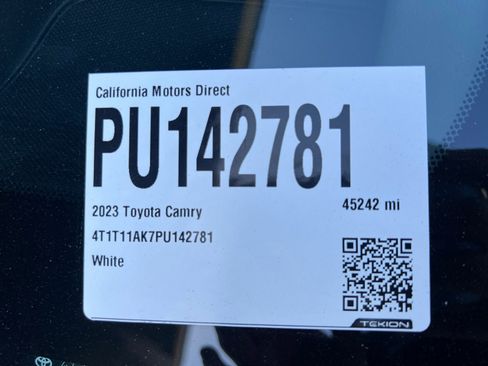 California Motors Direct
PU142781
2023 Toyota Camry
45242 mi
4T1T11AK7PU142781
White
TEKION